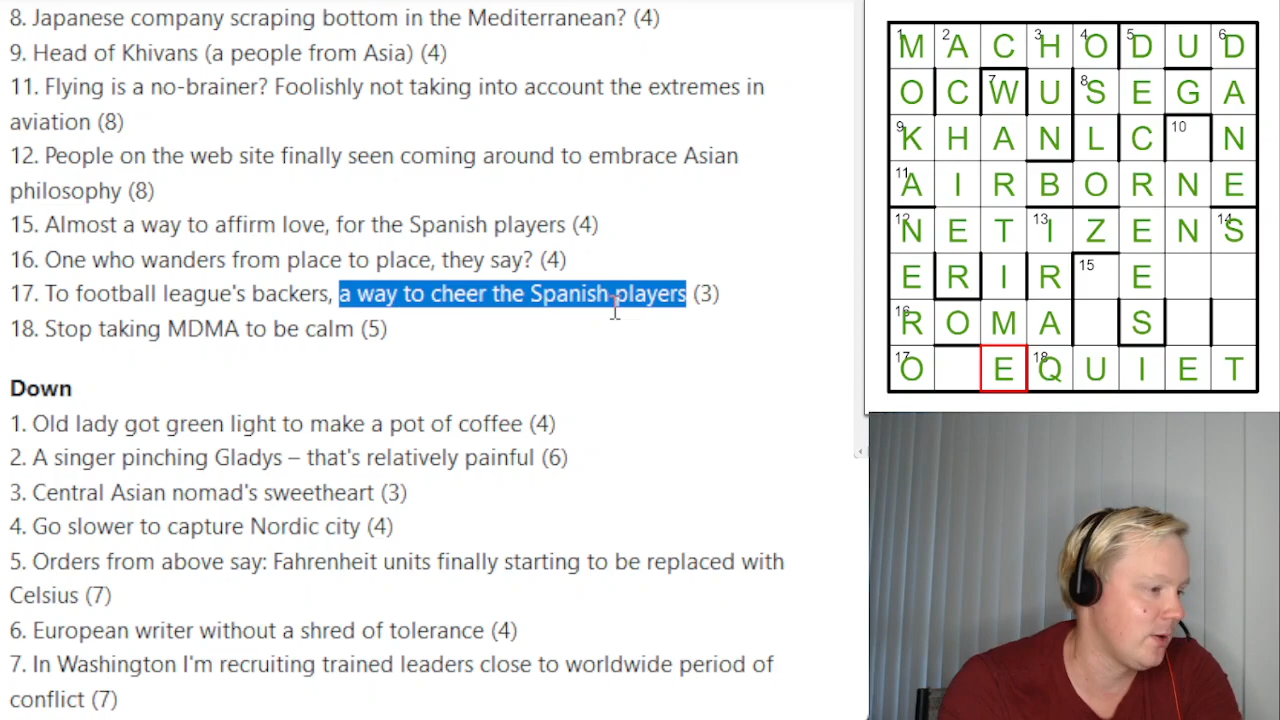 8. Japanese company scraping bottom in the Mediterranean? (4)
9. Head of Khivans (a people from Asia) (4)
11. Flying is a no-brainer? Foolishly not taking into account the extremes in
aviation (8)
12. People on the web site finally seen coming around to embrace Asian
philosophy (8)
15. Almost a way to affirm love, for the Spanish players (4)
16. One who wanders from place to place, they say? (4)
17. To football league's backers, a way to cheer the Spanish players (3)
18. Stop taking MDMA to be calm (5)
Down
1. Old lady got green light to make a pot of coffee (4)
2. A singer pinching Gladys – that's relatively painful (6)
3. Central Asian nomad's sweetheart (3)
4. Go slower to capture Nordic city (4)
5. Orders from above say: Fahrenheit units finally starting to be replaced with
Celsius (7)
6. European writer without a shred of tolerance (4)
7. In Washington I'm recruiting trained leaders close to worldwide period of
conflict (7)
1 M 2 A C 3 H 4 O 5 D U 6 D
O C 7 W U 8 S E G A
9 K H A N L C 10 N
11 A I R B O R N E
12 N E T 13 I Z E N 14 S
E R I R 15 E
16 R O M A S
17 O E 18 Q U I E T